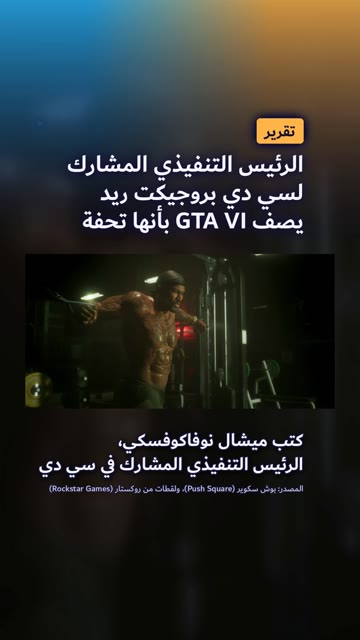 تقرير
الرئيس التنفيذي المشارك
لسي دي بروجيكت ريد
يصف GTA VI بأنها تحفة
كتب ميشال نوفاكوفسكي،
الرئيس التنفيذي المشارك في سي دي
المصدر: بوش سكوير (Push Square)، ولقطات من روكستار (Rockstar Games)